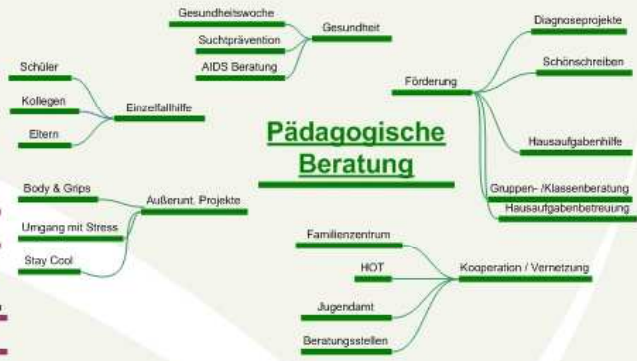 Gesundheitswoche
Suchtprävention
AIDS Beratung
Gesundheit
Schüler
Kollegen
Eltern
Einzelfallhilfe
Diagnoseprojekte
Schönschreiben
Förderung
Hausaufgabenhilfe
Gruppen- /Klassenberatung
Hausaufgabenbetreuung
Pädagogische
Beratung
Body & Grips
Umgang mit Stress
Stay Cool
Außerunt. Projekte
Familienzentrum
HOT
Jugendamt
Beratungsstellen
Kooperation / Vernetzung